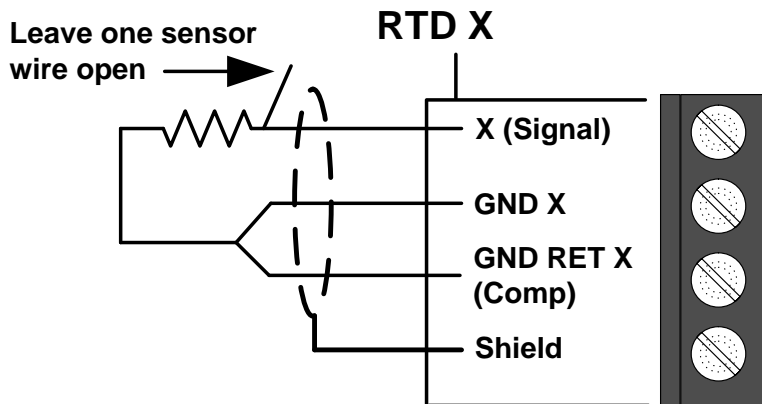 Leave one sensor
wire open
RTD X
X (Signal)
GND X
GND RET X
(Comp)
Shield